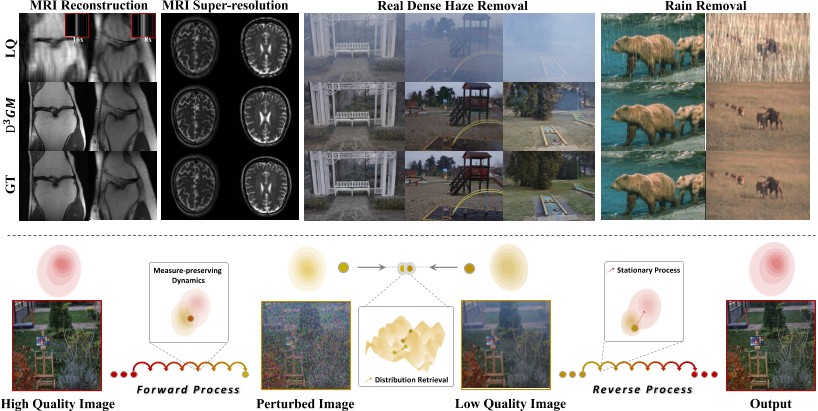 MRI Reconstruction MRI Super-resolution Real Dense Haze Removal Rain Removal
LQ
16x 8x
D³GM
GT
Measure-preserving
Dynamics
Stationary Process
Distribution Retrieval
Forward Process
Reverse Process
High Quality Image Perturbed Image Low Quality Image Output